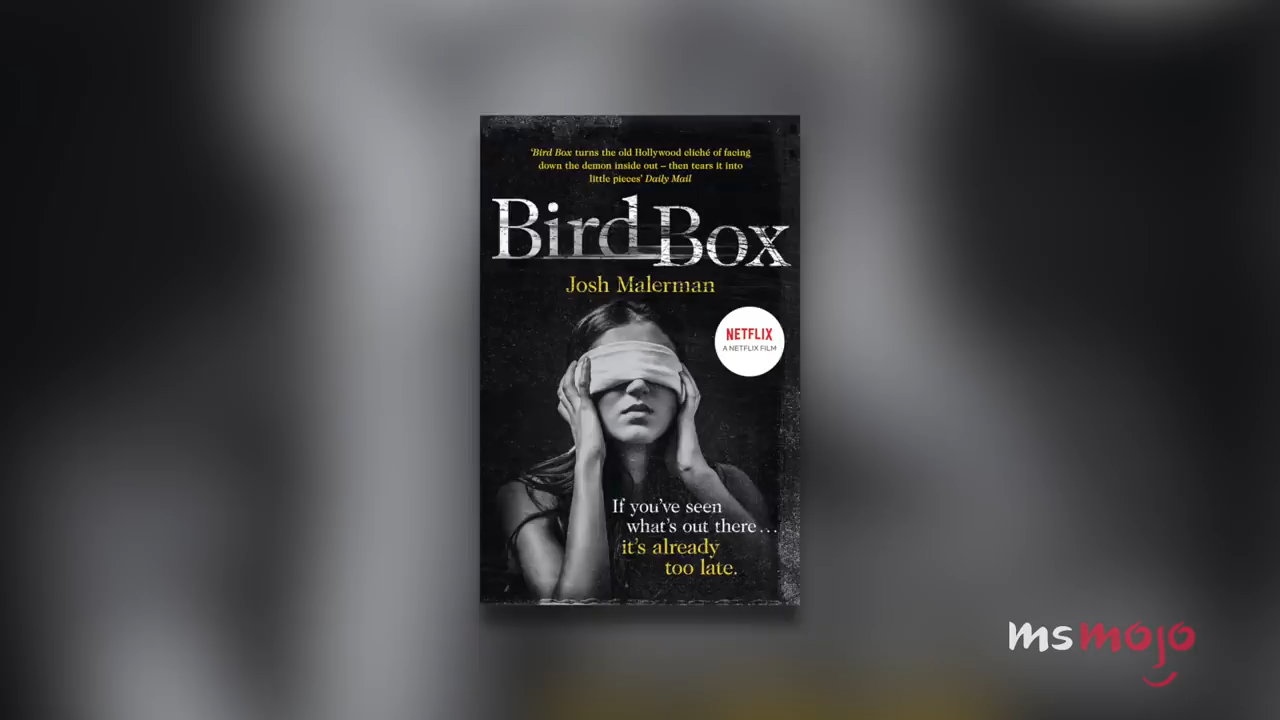 ‘Bird Box turns the old Hollywood cliché of facing
down the demon inside out – then tears it into
little pieces’ Daily Mail
Bird Box
Josh Malerman
NETFLIX
A NETFLIX FILM
If you’ve seen
what’s out there...
it’s already
too late.
msmojo